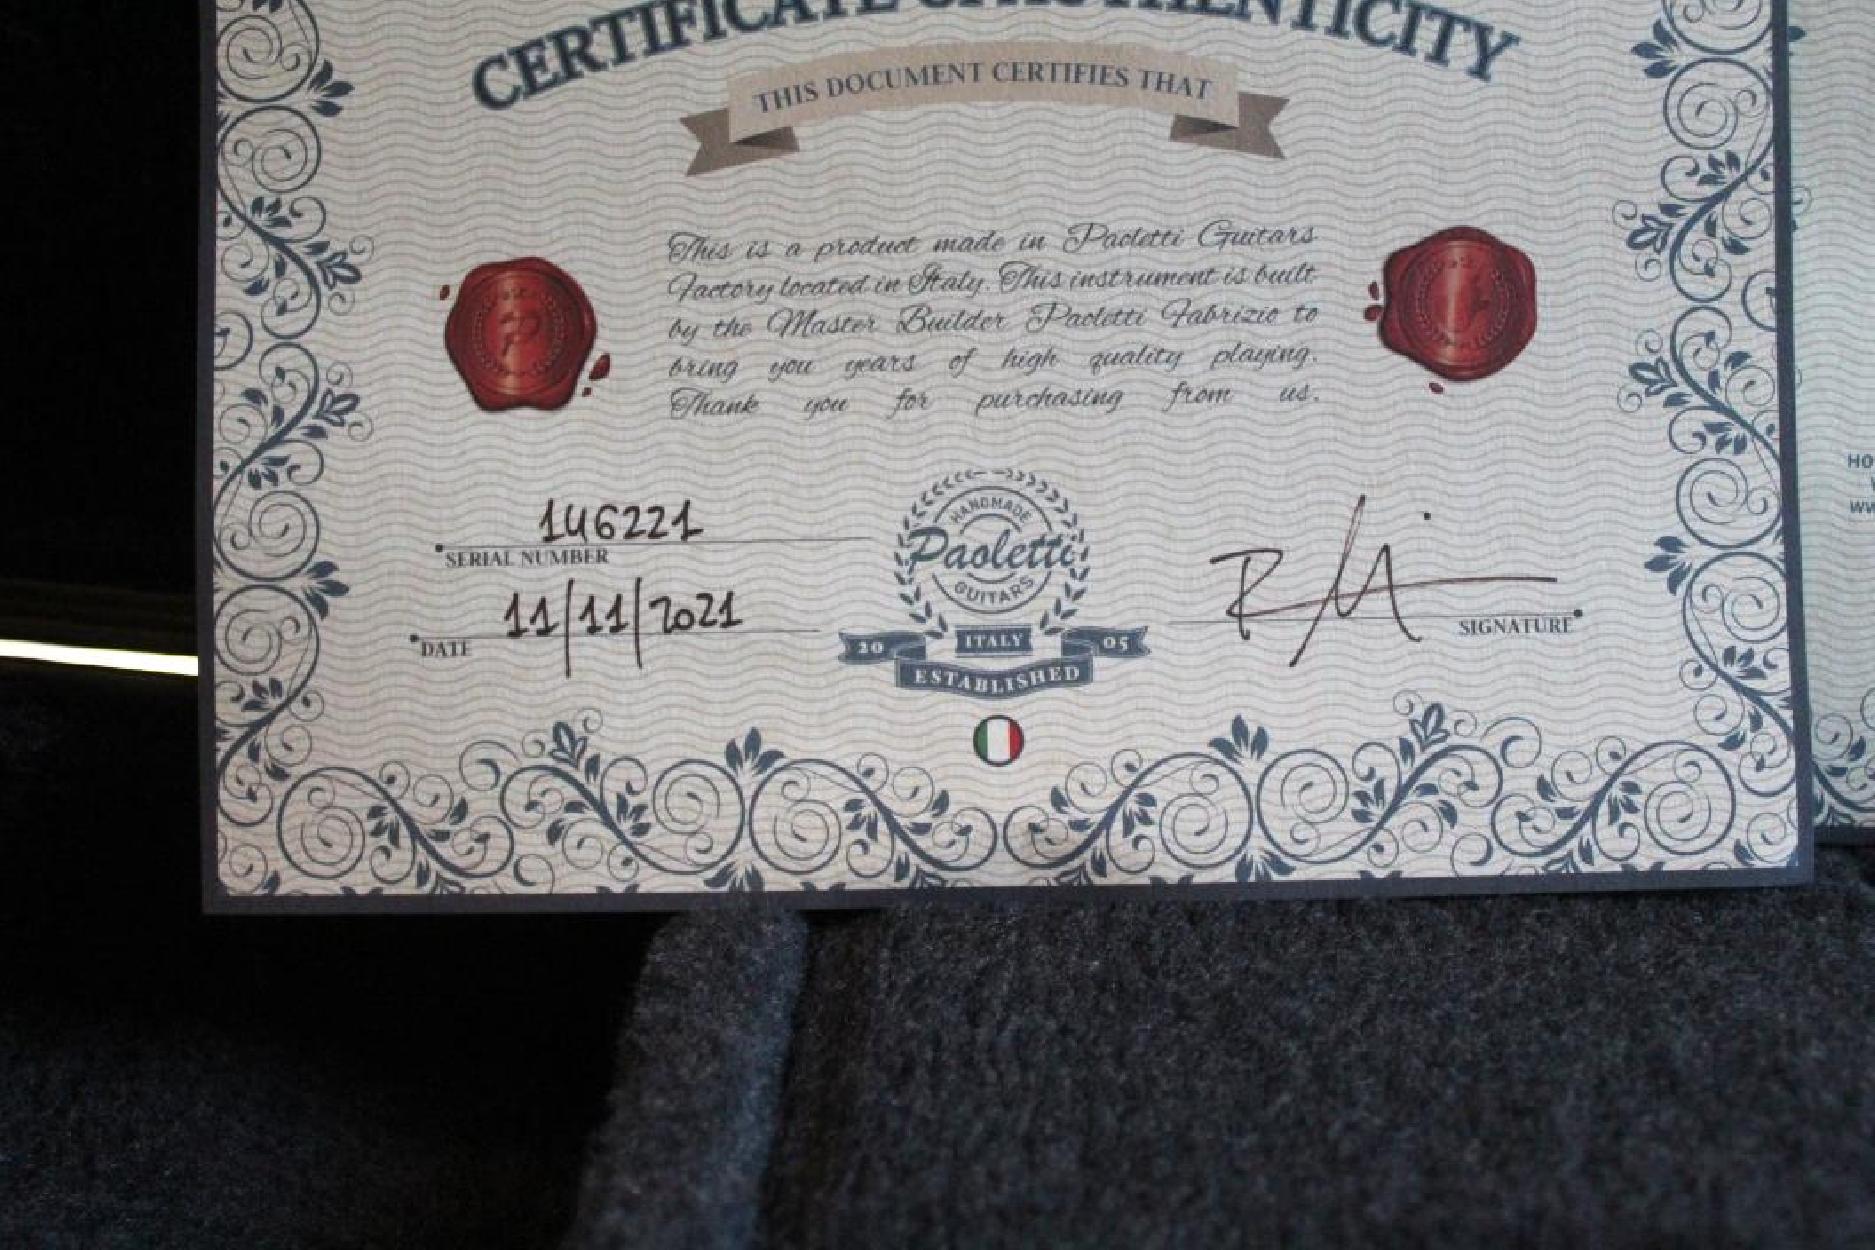 CERTIFICATE OF AUTHENTICITY
THIS DOCUMENT CERTIFIES THAT
This is a product made in Paoletti Guitars
Factory located in Italy. This instrument is built
by the Master Builder Paoletti Fabrizio to
bring you years of high quality playing.
Thank you for purchasing from us.
146221
SERIAL NUMBER
11/11/2021
DATE
HANDMADE
Paoletti
GUITARS
20 ITALY 05
ESTABLISHED
SIGNATURE
HO
WW